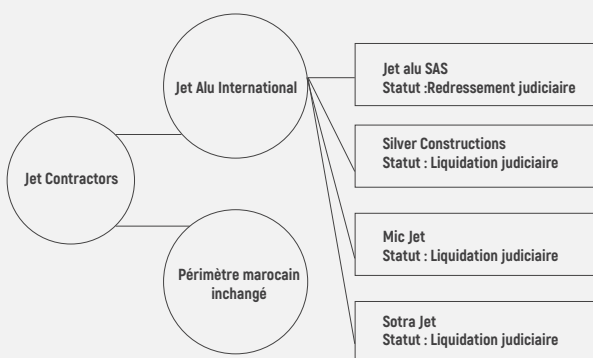 Jet Contractors
Jet Alu International
Périmètre marocain
inchangé
Jet alu SAS
Statut :Redressement judiciaire
Silver Constructions
Statut : Liquidation judiciaire
Mic Jet
Statut : Liquidation judiciaire
Sotra Jet
Statut : Liquidation judiciaire